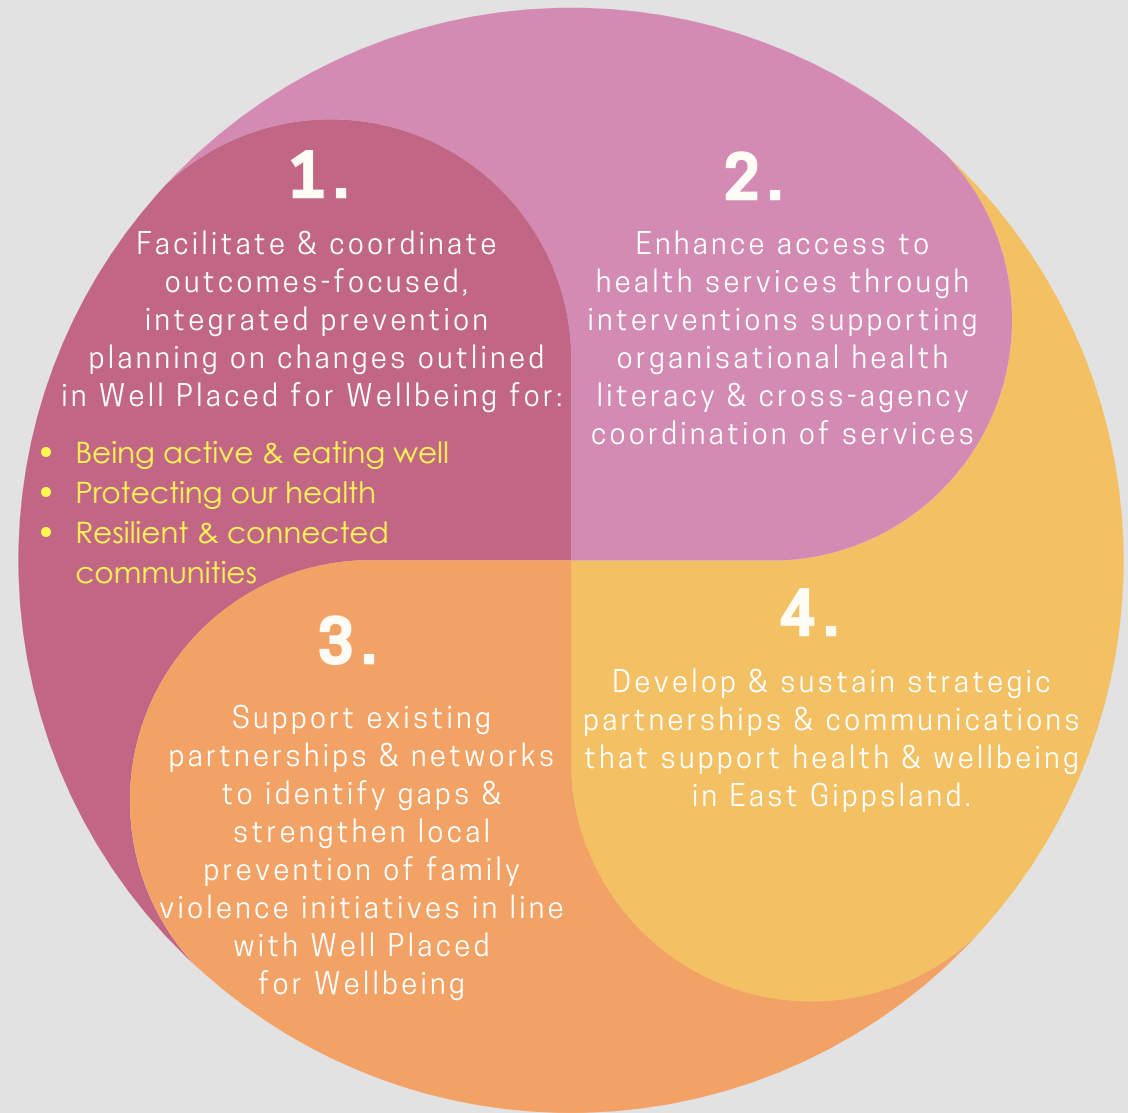 1.
Facilitate & coordinate
outcomes-focused,
integrated prevention
planning on changes outlined
in Well Placed for Wellbeing for:
• Being active & eating well
• Protecting our health
• Resilient & connected
communities
2.
Enhance access to
health services through
interventions supporting
organisational health
literacy & cross-agency
coordination of services
3.
Support existing
partnerships & networks
to identify gaps &
strengthen local
prevention of family
violence initiatives in line
with Well Placed
for Wellbeing
4.
Develop & sustain strategic
partnerships & communications
that support health & wellbeing
in East Gippsland.